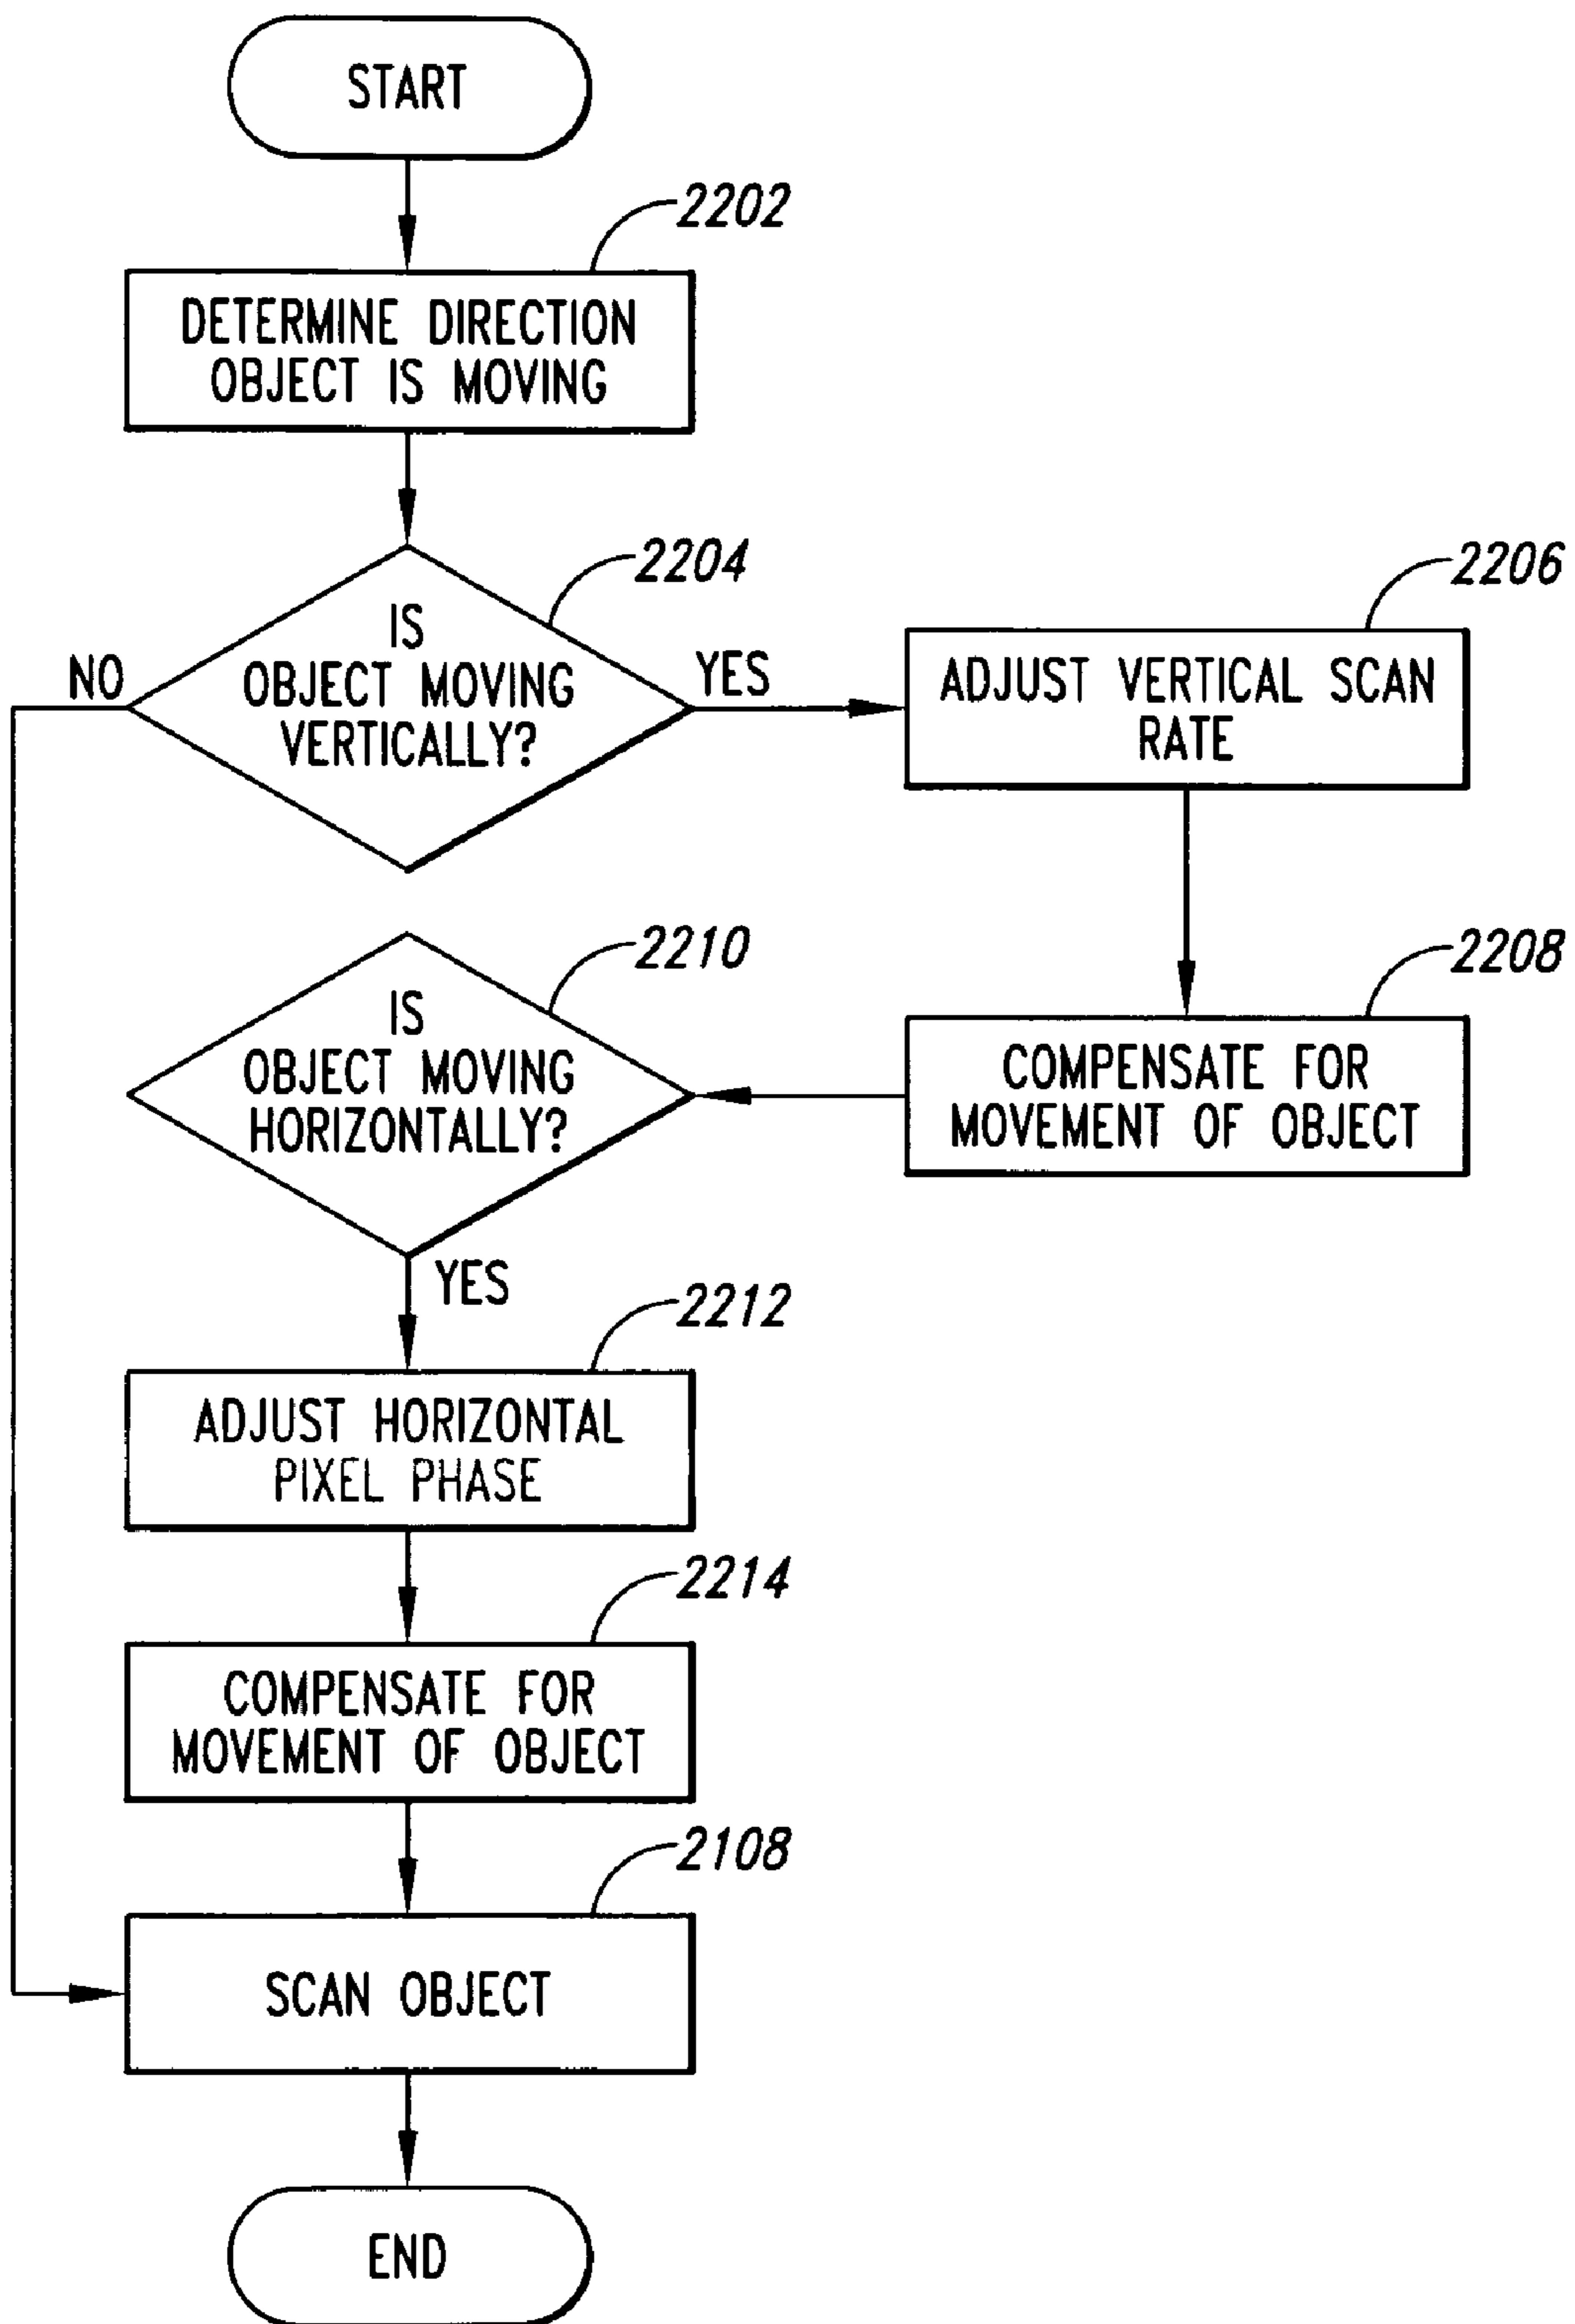 START
2202
DETERMINE DIRECTION
OBJECT IS MOVING
2204
IS
OBJECT MOVING
VERTICALLY?
NO
YES
2206
ADJUST VERTICAL SCAN
RATE
2208
COMPENSATE FOR
MOVEMENT OF OBJECT
2210
IS
OBJECT MOVING
HORIZONTALLY?
YES
2212
ADJUST HORIZONTAL
PIXEL PHASE
2214
COMPENSATE FOR
MOVEMENT OF OBJECT
2108
SCAN OBJECT
END